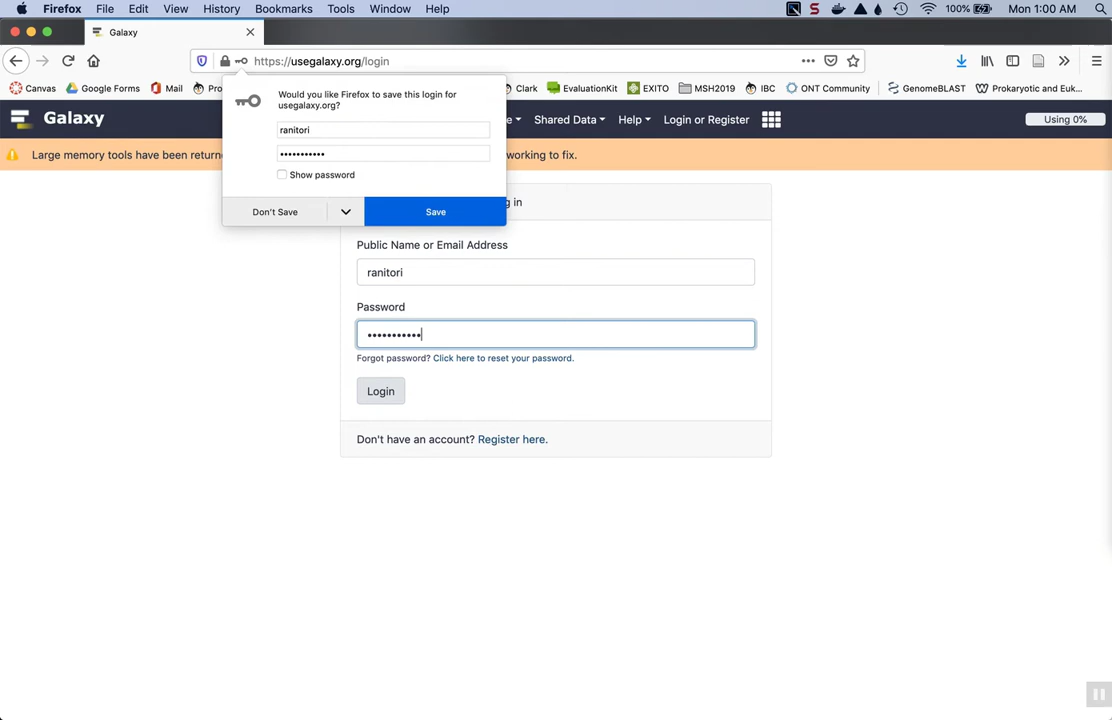 Firefox File Edit View History Bookmarks Tools Window Help 100% Mon 1:00 AM
Galaxy
https://usegalaxy.org/login
Canvas Google Forms Mail Pro Clark EvaluationKit EXITO MSH2019 IBC ONT Community GenomeBLAST Prokaryotic and Euk...
Would you like Firefox to save this login for
usegalaxy.org?
ranitori
•••••••••••
Show password
Don't Save Save
Galaxy e Shared Data Help Login or Register Using 0%
Large memory tools have been return working to fix.
g in
Public Name or Email Address
ranitori
Password
•••••••••••
Forgot password? Click here to reset your password.
Login
Don't have an account? Register here.